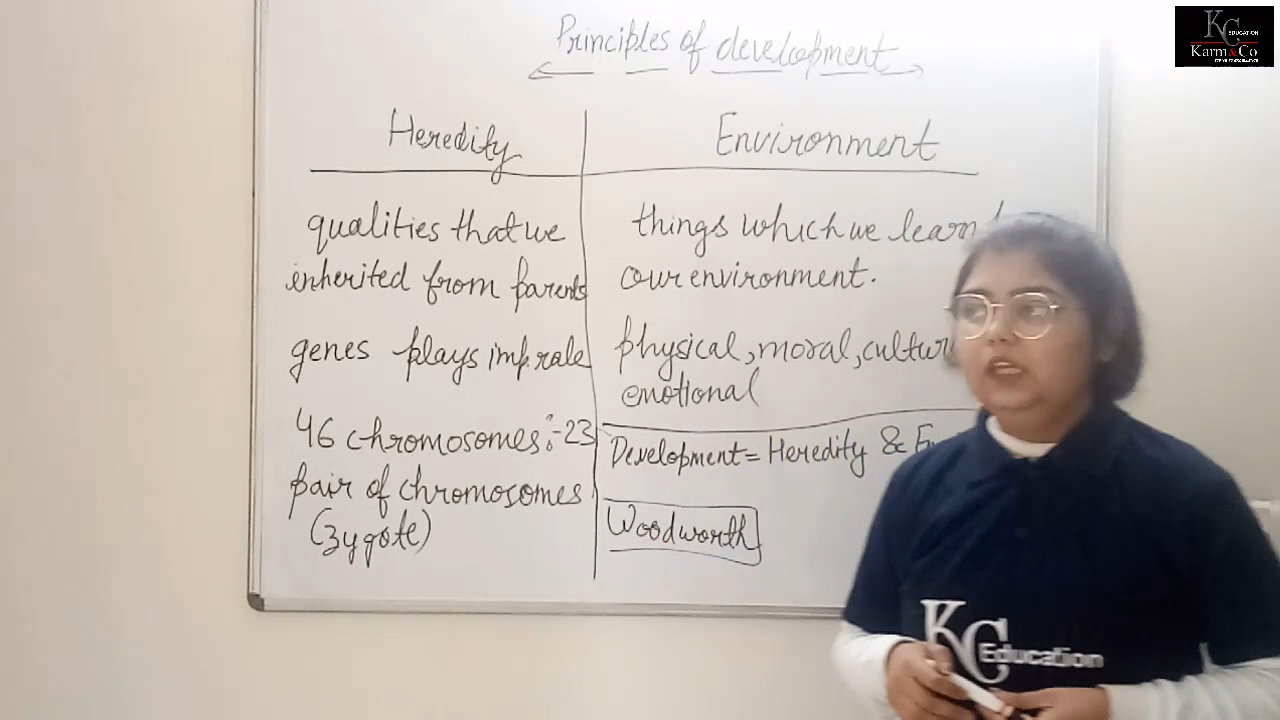 Principles of development
Heredity
Environment
qualities that we
inherited from parents
genes plays imp. role
46 chromosomes :- 23
pair of chromosomes
(zygote)
things which we learn
our environment.
physical, moral, cultur
emotional
Development = Heredity & En
Woodworth
KC EDUCATION
Karm&Co
KC Education